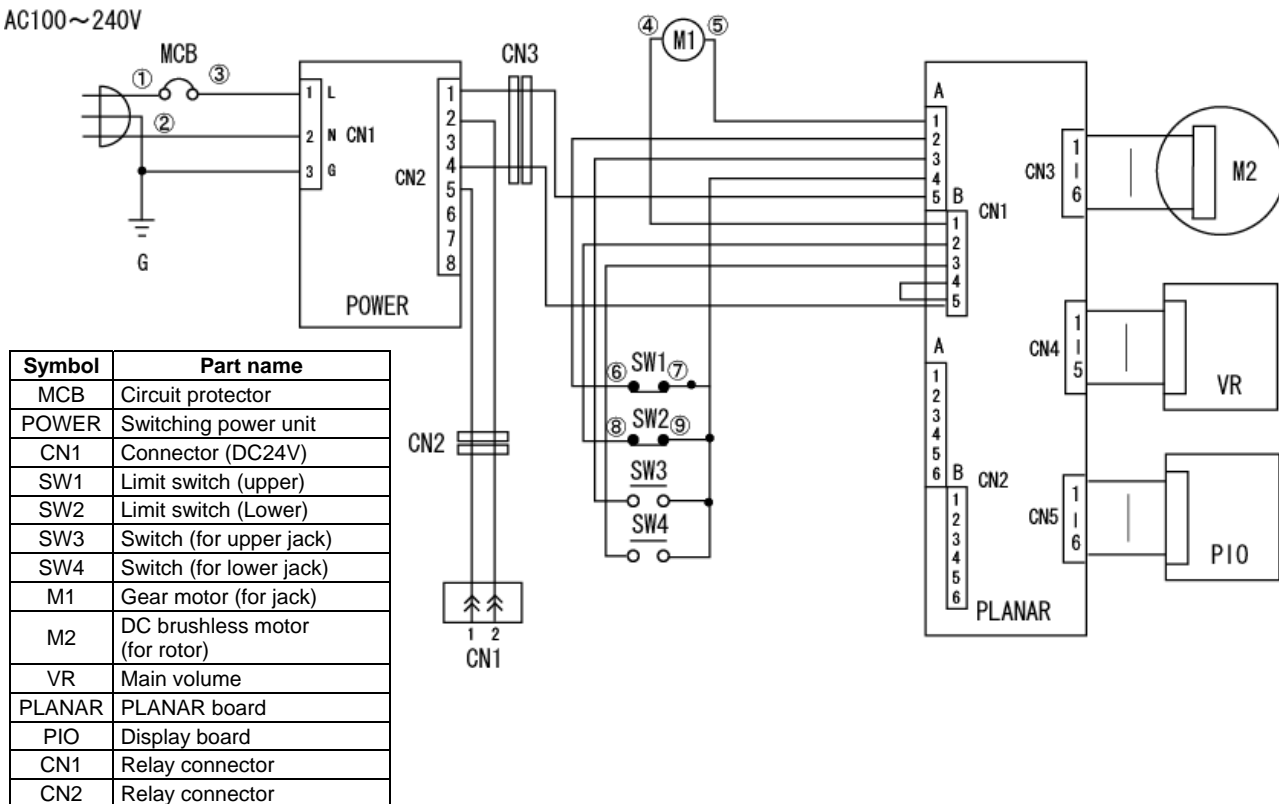 AC100～240V
MCB
① ③
②
1 L
2 N CN1
3 G
G
CN2
1
2
3
4
5
6
7
8
POWER
CN3
CN2
1 2
CN1
④ M1 ⑤
⑥ SW1 ⑦
⑧ SW2 ⑨
SW3
SW4
A
1
2
3
4
5 B
CN1
1
2
3
4
5
A
1
2
3
4
5
6 B
CN2
1
2
3
4
5
6
PLANAR
CN3
1
I
6
M2
CN4
1
I
5
VR
CN5
1
I
6
PIO
Symbol Part name
MCB Circuit protector
POWER Switching power unit
CN1 Connector (DC24V)
SW1 Limit switch (upper)
SW2 Limit switch (Lower)
SW3 Switch (for upper jack)
SW4 Switch (for lower jack)
M1 Gear motor (for jack)
M2 DC brushless motor
(for rotor)
VR Main volume
PLANAR PLANAR board
PIO Display board
CN1 Relay connector
CN2 Relay connector